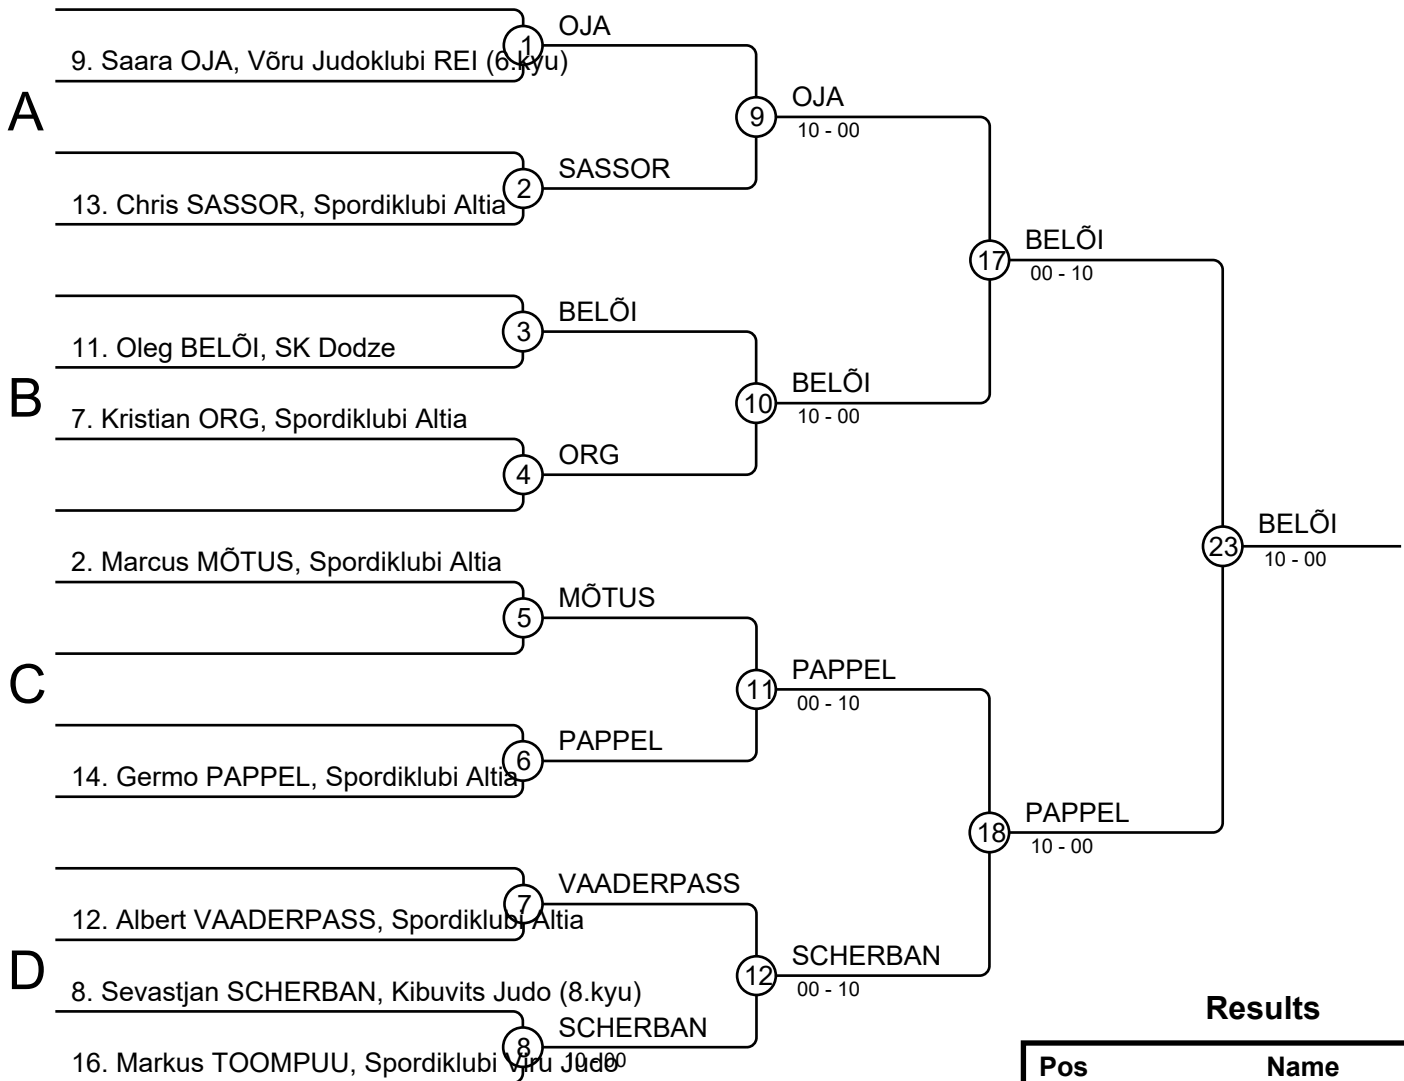 OJA
1
9. Saara OJA, Võru Judoklubi REI (6.kyu)
A
OJA
9
10 - 00
SASSOR
2
13. Chris SASSOR, Spordiklubi Altia
BELÕI
17
00 - 10
BELÕI
3
11. Oleg BELÕI, SK Dodze
B
BELÕI
10
10 - 00
7. Kristian ORG, Spordiklubi Altia
ORG
4
BELÕI
23
10 - 00
2. Marcus MÕTUS, Spordiklubi Altia
MÕTUS
5
C
PAPPEL
11
00 - 10
PAPPEL
6
14. Germo PAPPEL, Spordiklubi Altia
PAPPEL
18
10 - 00
VAADERPASS
7
12. Albert VAADERPASS, Spordiklubi Altia
D
SCHERBAN
12
00 - 10
8. Sevastjan SCHERBAN, Kibuvits Judo (8.kyu)
SCHERBAN
8
10 - 00
16. Markus TOOMPUU, Spordiklubi Viru Judo
Results
Pos Name